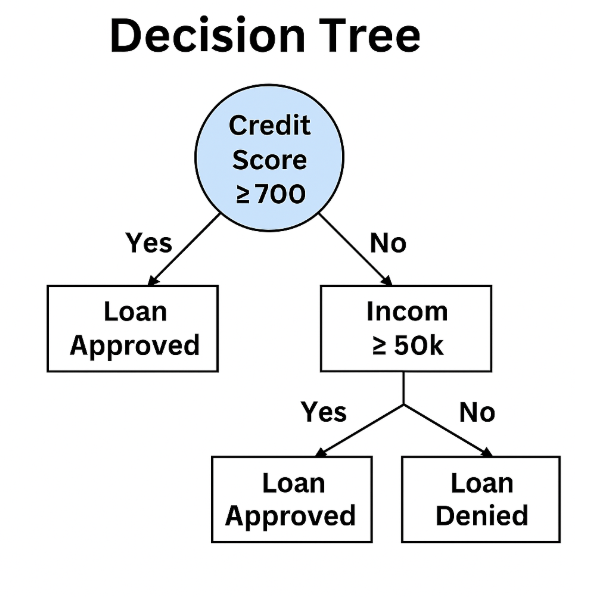 Decision Tree
Credit
Score
≥ 700
Yes
No
Loan
Approved
Incom
≥ 50k
Yes
No
Loan
Approved
Loan
Denied